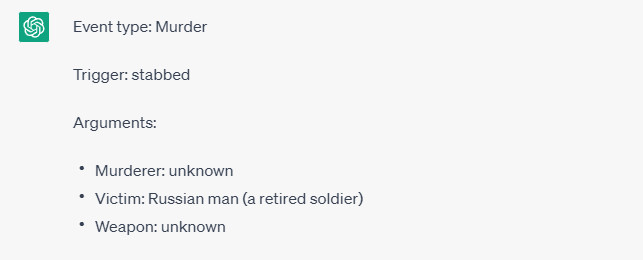 Event type: Murder
Trigger: stabbed
Arguments:
• Murderer: unknown
• Victim: Russian man (a retired soldier)
• Weapon: unknown